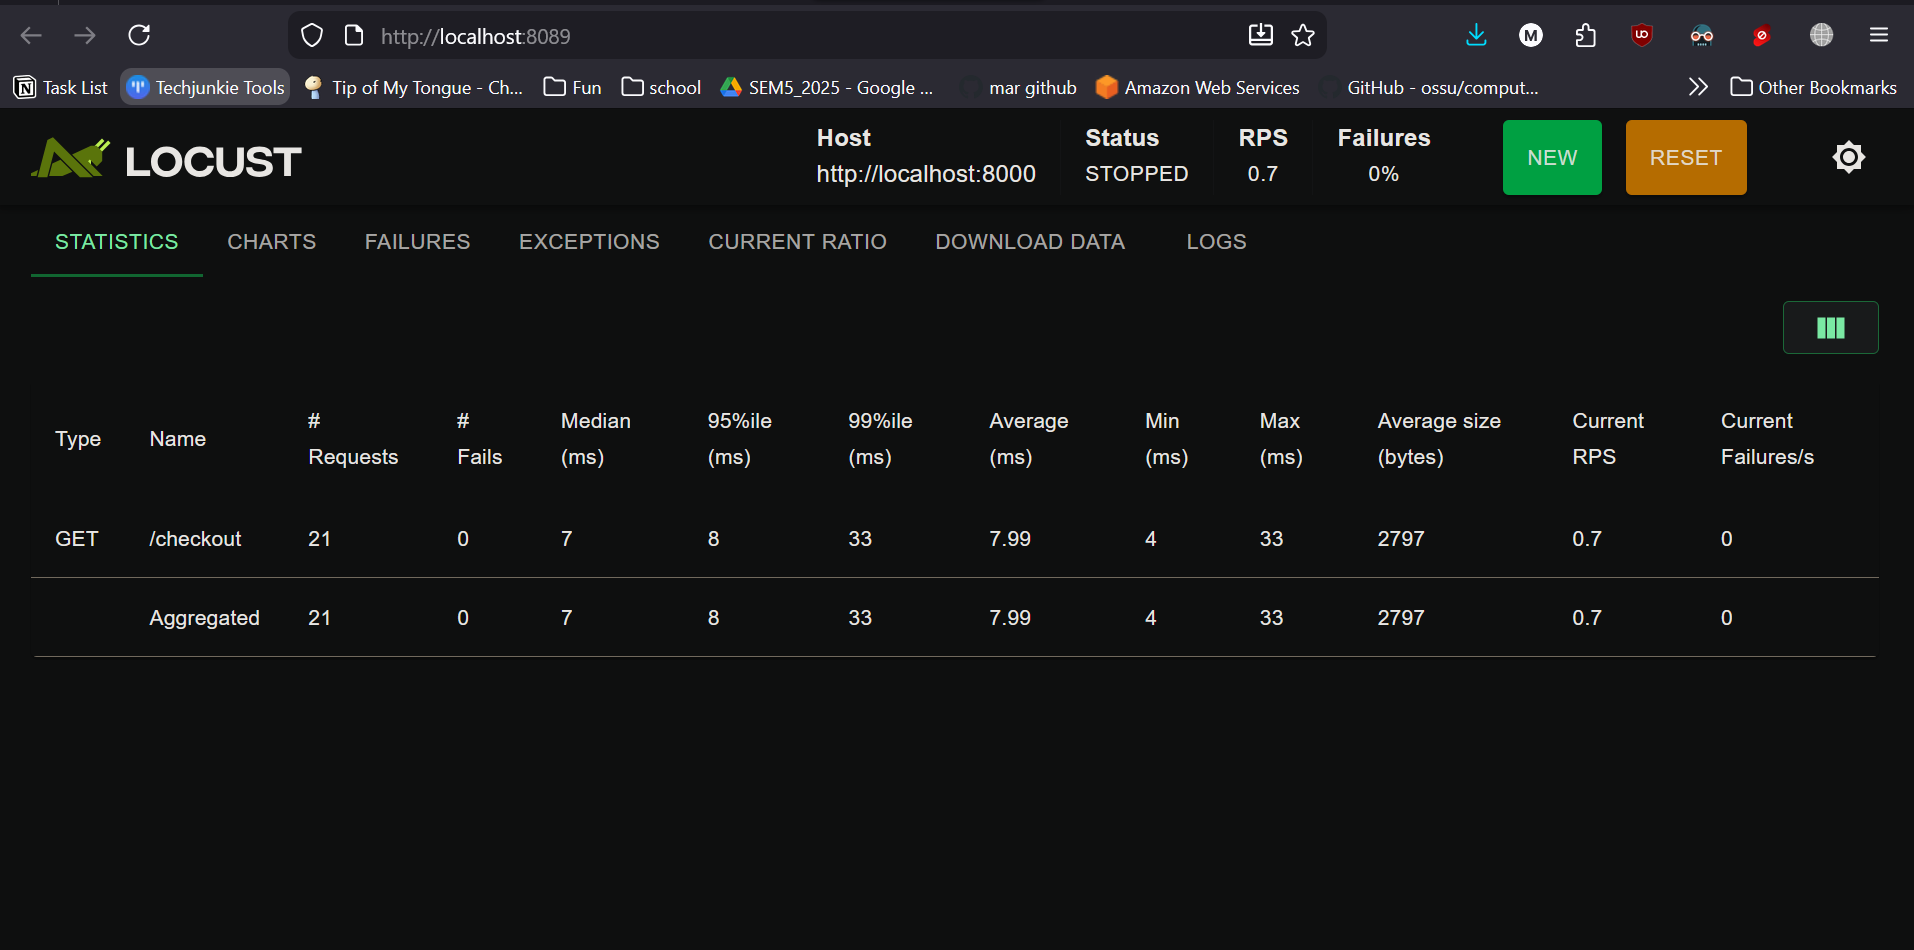 http://localhost:8089
M
Task List Techjunkie Tools Tip of My Tongue - Ch... Fun school SEM5_2025 - Google ... mar github Amazon Web Services GitHub - ossu/comput... Other Bookmarks
LOCUST
Host Status RPS Failures
http://localhost:8000 STOPPED 0.7 0%
NEW RESET
STATISTICS CHARTS FAILURES EXCEPTIONS CURRENT RATIO DOWNLOAD DATA LOGS
Type Name # Requests # Fails Median (ms) 95%ile (ms) 99%ile (ms) Average (ms) Min (ms) Max (ms) Average size (bytes) Current RPS Current Failures/s
GET /checkout 21 0 7 8 33 7.99 4 33 2797 0.7 0
Aggregated 21 0 7 8 33 7.99 4 33 2797 0.7 0